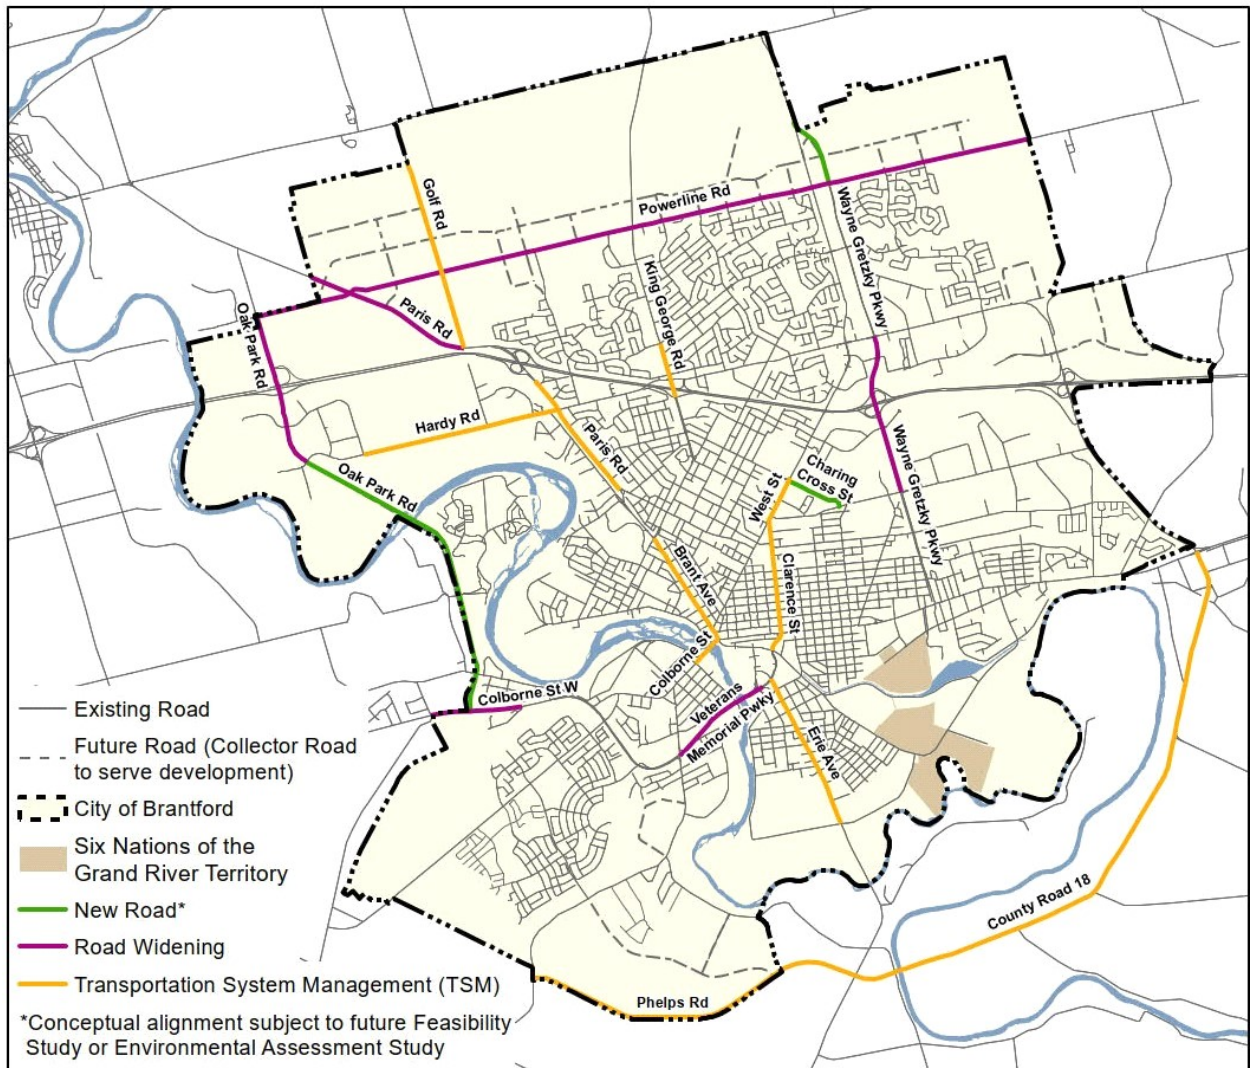 Golf Rd
Powerline Rd
Wayne Gretzky Pkwy
King George Rd
Oak Park Rd
Paris Rd
Hardy Rd
Paris Rd
Wayne Gretzky Pkwy
Charing
Cross St
West St
Oak Park Rd
Brant Ave
Clarence St
Colborne St
Colborne St W
Veterans
Memorial Pwky
Erie Ave
County Road 18
Phelps Rd
Existing Road
Future Road (Collector Road
to serve development)
City of Brantford
Six Nations of the
Grand River Territory
New Road*
Road Widening
Transportation System Management (TSM)
*Conceptual alignment subject to future Feasibility
Study or Environmental Assessment Study